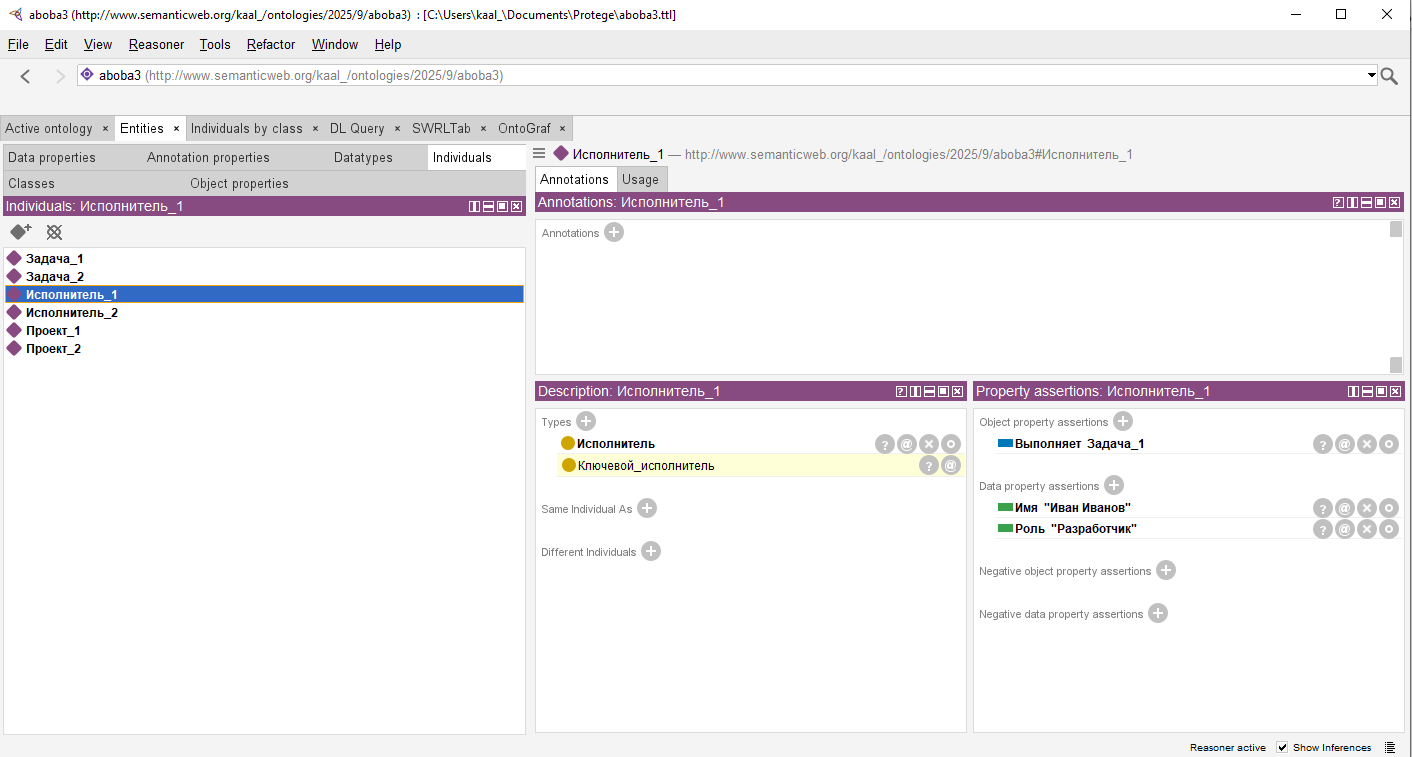 aboba3 (http://www.semanticweb.org/kaal_/ontologies/2025/9/aboba3) : [C:\Users\kaal_\Documents\Protege\aboba3.ttl]
File Edit View Reasoner Tools Refactor Window Help
aboba3 (http://www.semanticweb.org/kaal_/ontologies/2025/9/aboba3)
Active ontology × Entities × Individuals by class × DL Query × SWRLTab × OntoGraf ×
Data properties Annotation properties Datatypes Individuals
Classes Object properties
Individuals: Исполнитель_1
Задача_1
Задача_2
Исполнитель_1
Исполнитель_2
Проект_1
Проект_2
Исполнитель_1 — http://www.semanticweb.org/kaal_/ontologies/2025/9/aboba3#Исполнитель_1
Annotations Usage
Annotations: Исполнитель_1
Annotations
Description: Исполнитель_1
Types
Исполнитель
Ключевой_исполнитель
Same Individual As
Different Individuals
Property assertions: Исполнитель_1
Object property assertions
Выполняет Задача_1
Data property assertions
Имя "Иван Иванов"
Роль "Разработчик"
Negative object property assertions
Negative data property assertions
Reasoner active Show Inferences